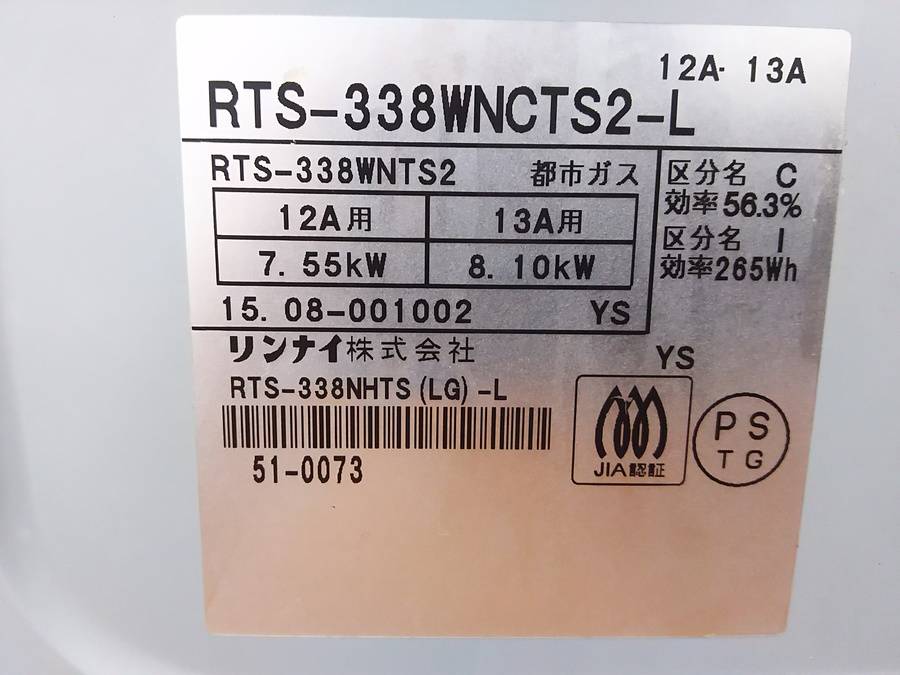 12A・13A
RTS-338WNCTS2-L
RTS-338WNTS2 都市ガス
12A用 13A用
7.55kW 8.10kW
15.08-001002 YS
区分名 C
効率56.3%
区分名 I
効率265Wh
リンナイ株式会社
YS
RTS-338NHTS(LG)-L
51-0073
JIA認証
PS
TG